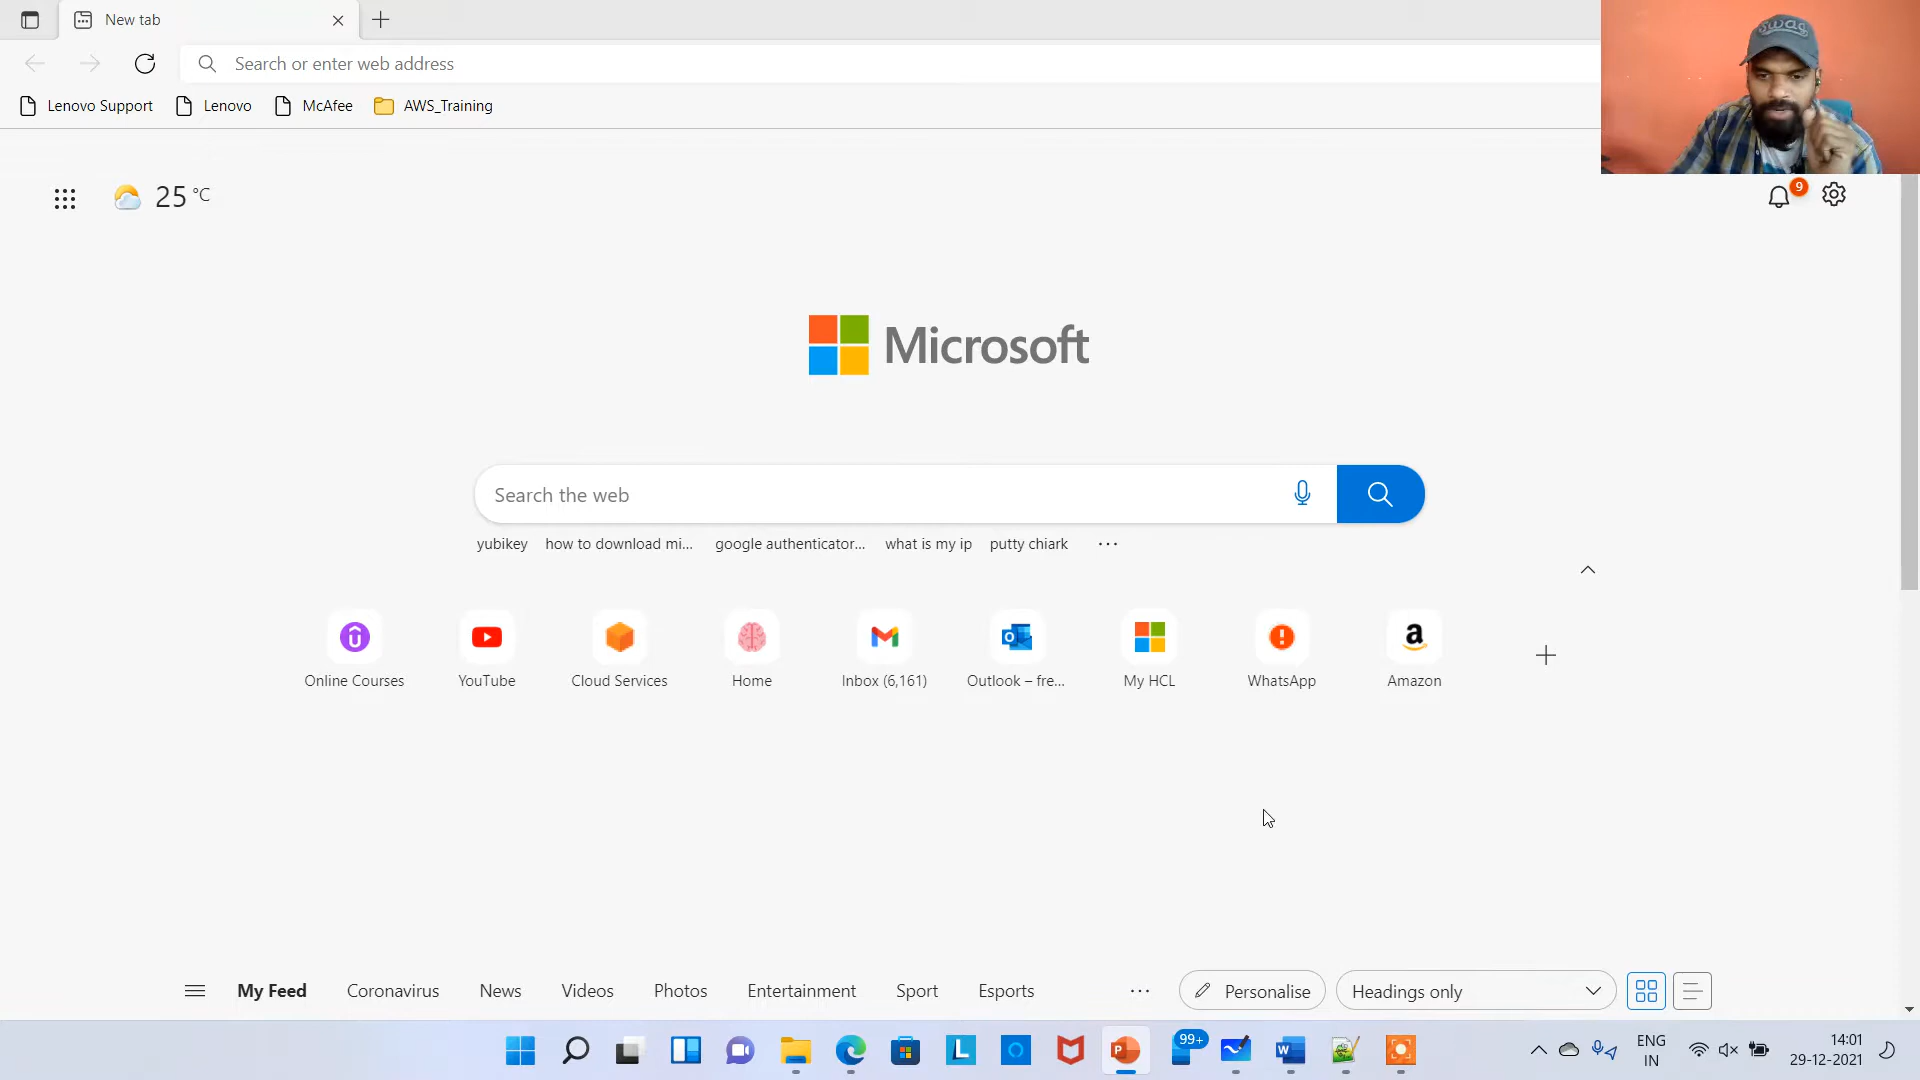 New tab
Search or enter web address
Lenovo Support
Lenovo
McAfee
AWS_Training
swag
25 °C
9
Microsoft
Search the web
yubikey
how to download mi...
google authenticator...
what is my ip
putty chiark
Online Courses
YouTube
Cloud Services
Home
Inbox (6,161)
Outlook – fre...
My HCL
WhatsApp
Amazon
My Feed
Coronavirus
News
Videos
Photos
Entertainment
Sport
Esports
Personalise
Headings only
99+
ENG
IN
14:01
29-12-2021